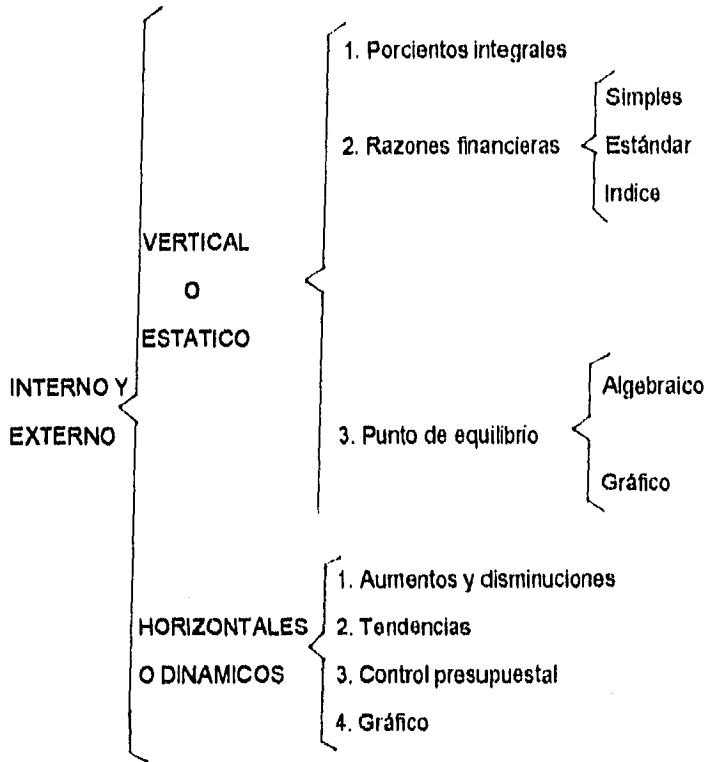 INTERNO Y
EXTERNO
VERTICAL
O
ESTATICO
1. Porcientos integrales
2. Razones financieras
Simples
Estándar
Indice
3. Punto de equilibrio
Algebraico
Gráfico
HORIZONTALES
O DINAMICOS
1. Aumentos y disminuciones
2. Tendencias
3. Control presupuestal
4. Gráfico